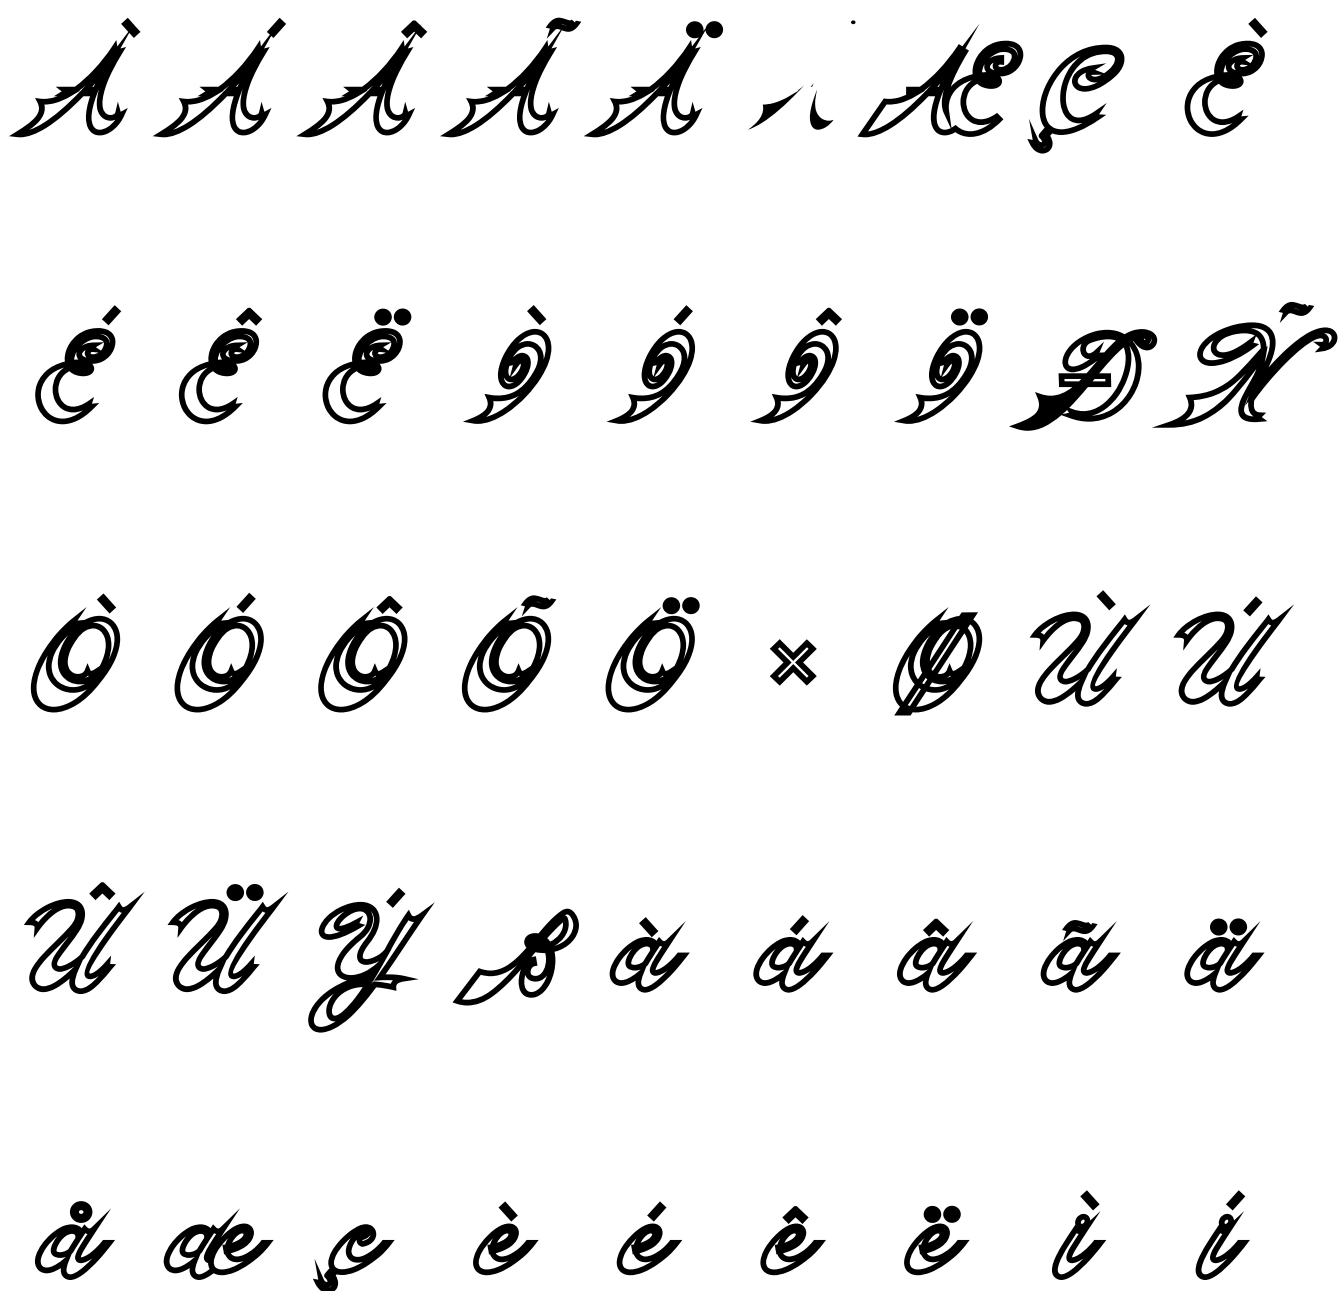 À Á Â Ã Ä Å Æ Ç È
É Ê Ë Ì Í Î Ï Ð Ñ
Ò Ó Ô Õ Ö × Ø Ù Ú
Û Ü Ý ß à á â ã ä
å æ ç è é ê ë ì í